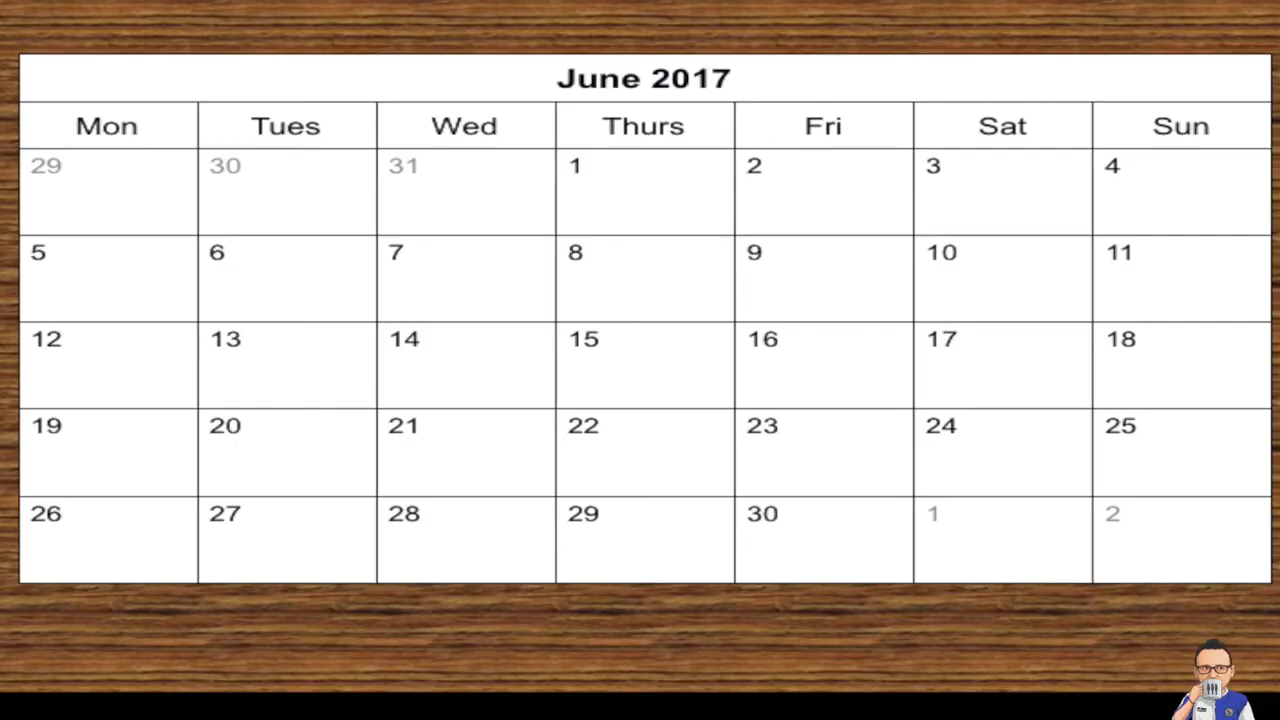 June 2017
Mon Tues Wed Thurs Fri Sat Sun
29 30 31 1 2 3 4
5 6 7 8 9 10 11
12 13 14 15 16 17 18
19 20 21 22 23 24 25
26 27 28 29 30 1 2